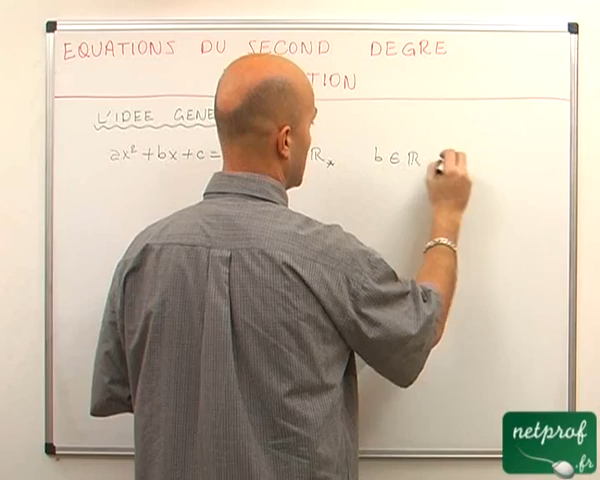 EQUATIONS DU SECOND DEGRE
TION
L'IDEE GENE
ax² + bx + c = ℝ* b ∈ ℝ
netprof
.fr